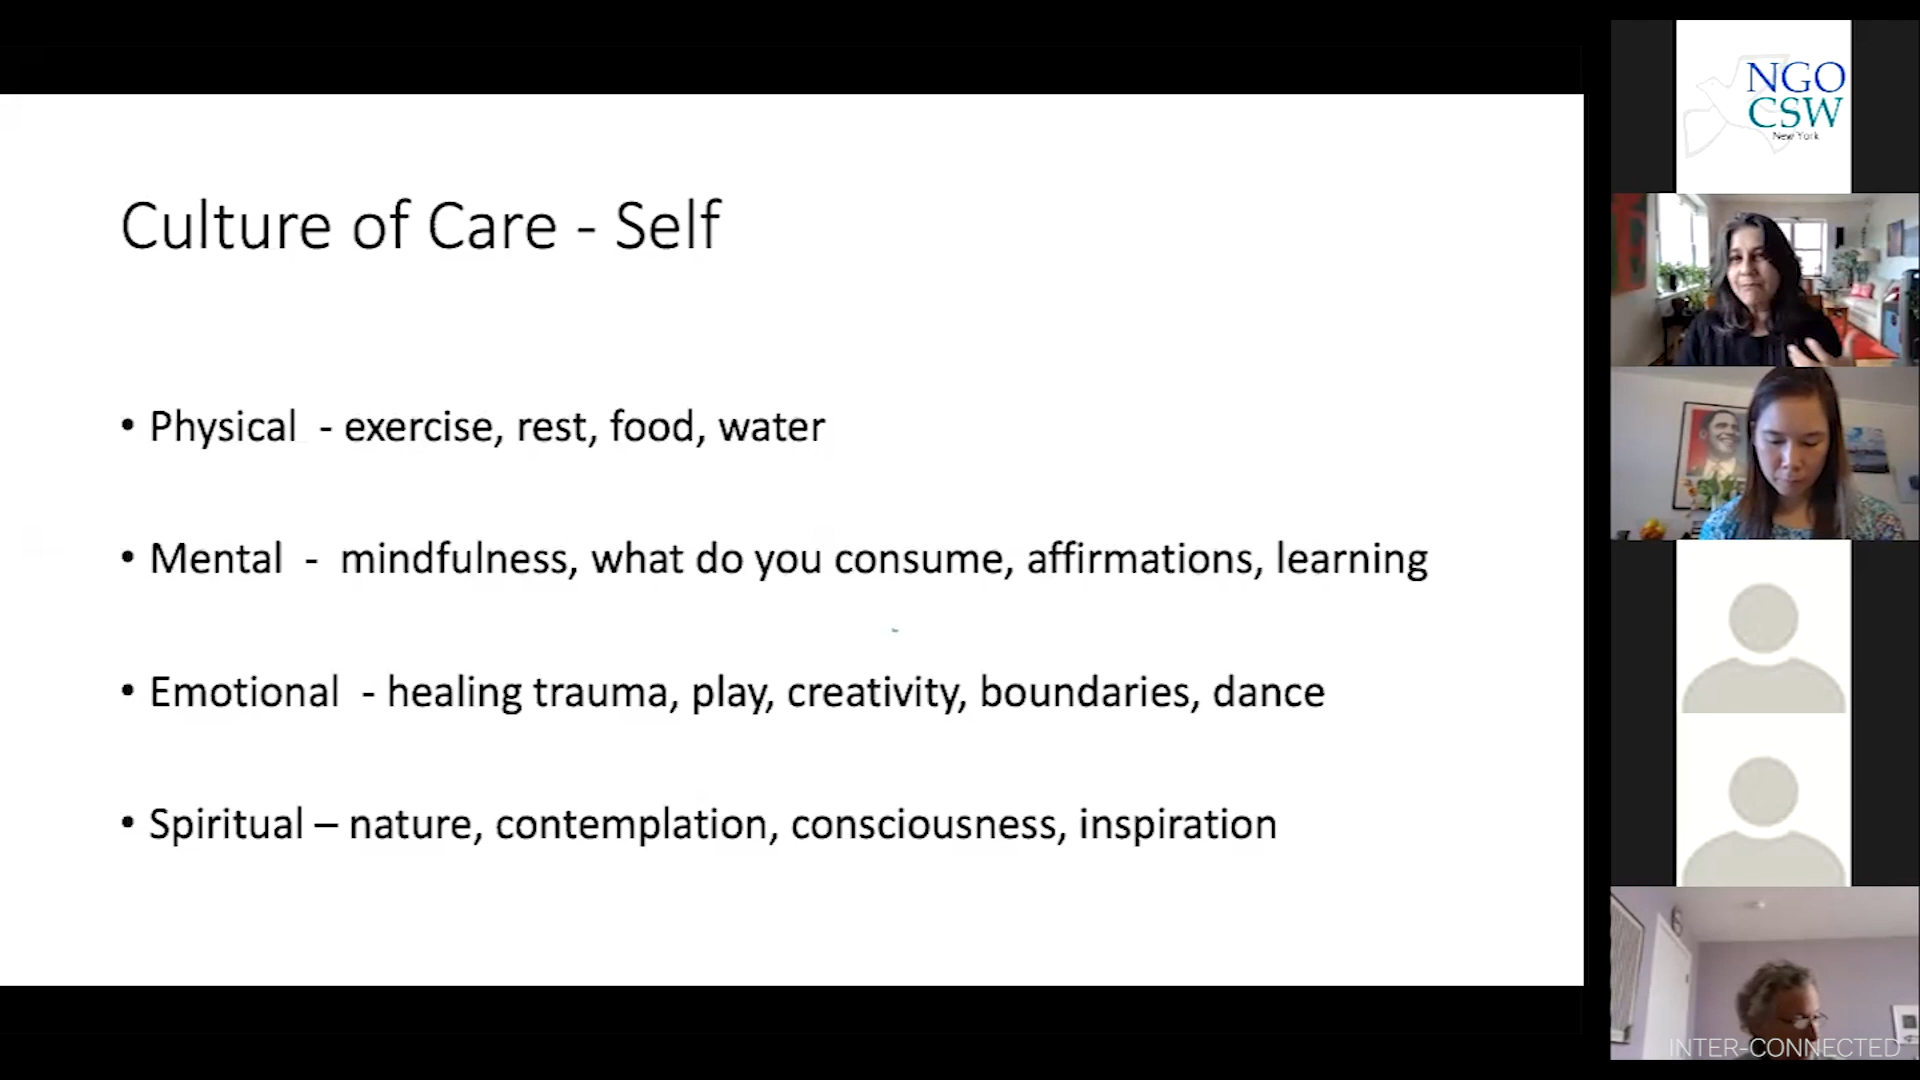 Culture of Care - Self
• Physical - exercise, rest, food, water
• Mental - mindfulness, what do you consume, affirmations, learning
• Emotional - healing trauma, play, creativity, boundaries, dance
• Spiritual – nature, contemplation, consciousness, inspiration
NGO
CSW
New York
INTER-CONNECTED